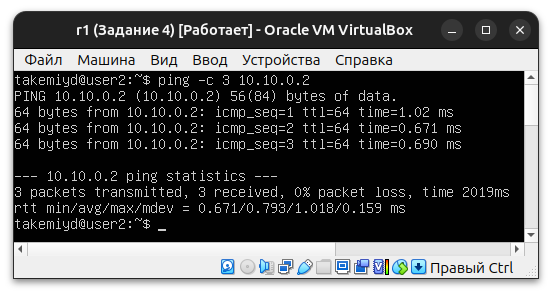 r1 (Задание 4) [Работает] - Oracle VM VirtualBox
Файл Машина Вид Ввод Устройства Справка
takemiyd@user2:~$ ping -c 3 10.10.0.2
PING 10.10.0.2 (10.10.0.2) 56(84) bytes of data.
64 bytes from 10.10.0.2: icmp_seq=1 ttl=64 time=1.02 ms
64 bytes from 10.10.0.2: icmp_seq=2 ttl=64 time=0.671 ms
64 bytes from 10.10.0.2: icmp_seq=3 ttl=64 time=0.690 ms
--- 10.10.0.2 ping statistics ---
3 packets transmitted, 3 received, 0% packet loss, time 2019ms
rtt min/avg/max/mdev = 0.671/0.793/1.018/0.159 ms
takemiyd@user2:~$ _
Правый Ctrl